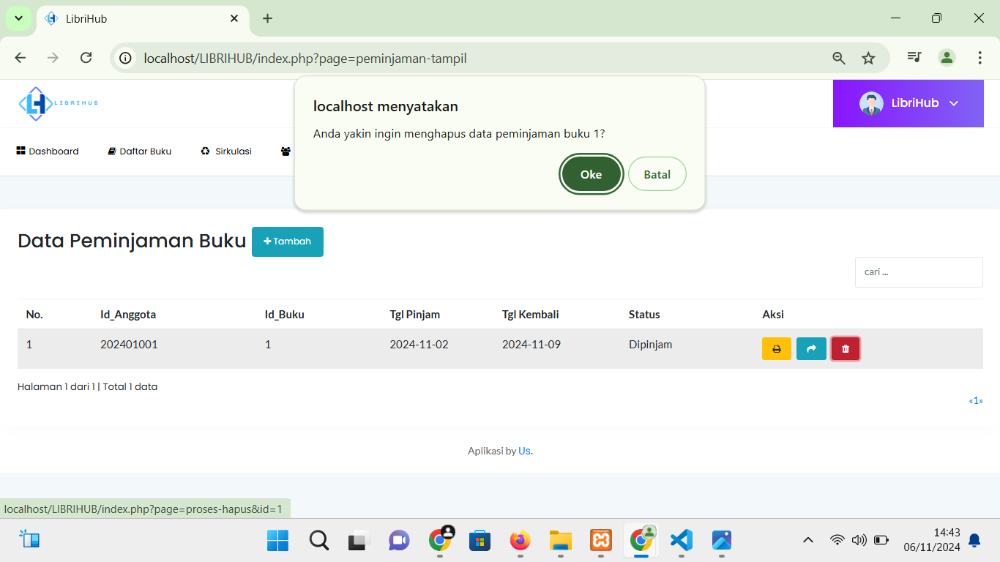 LibriHub
localhost/LIBRIHUB/index.php?page=peminjaman-tampil
localhost menyatakan
Anda yakin ingin menghapus data peminjaman buku 1?
Oke
Batal
LIBRIHUB
LibriHub
Dashboard
Daftar Buku
Sirkulasi
Data Peminjaman Buku
Tambah
cari ...
No. Id_Anggota Id_Buku Tgl Pinjam Tgl Kembali Status Aksi
1 202401001 1 2024-11-02 2024-11-09 Dipinjam
Halaman 1 dari 1 | Total 1 data
«1»
Aplikasi by Us.
localhost/LIBRIHUB/index.php?page=proses-hapus&id=1
14:43
06/11/2024